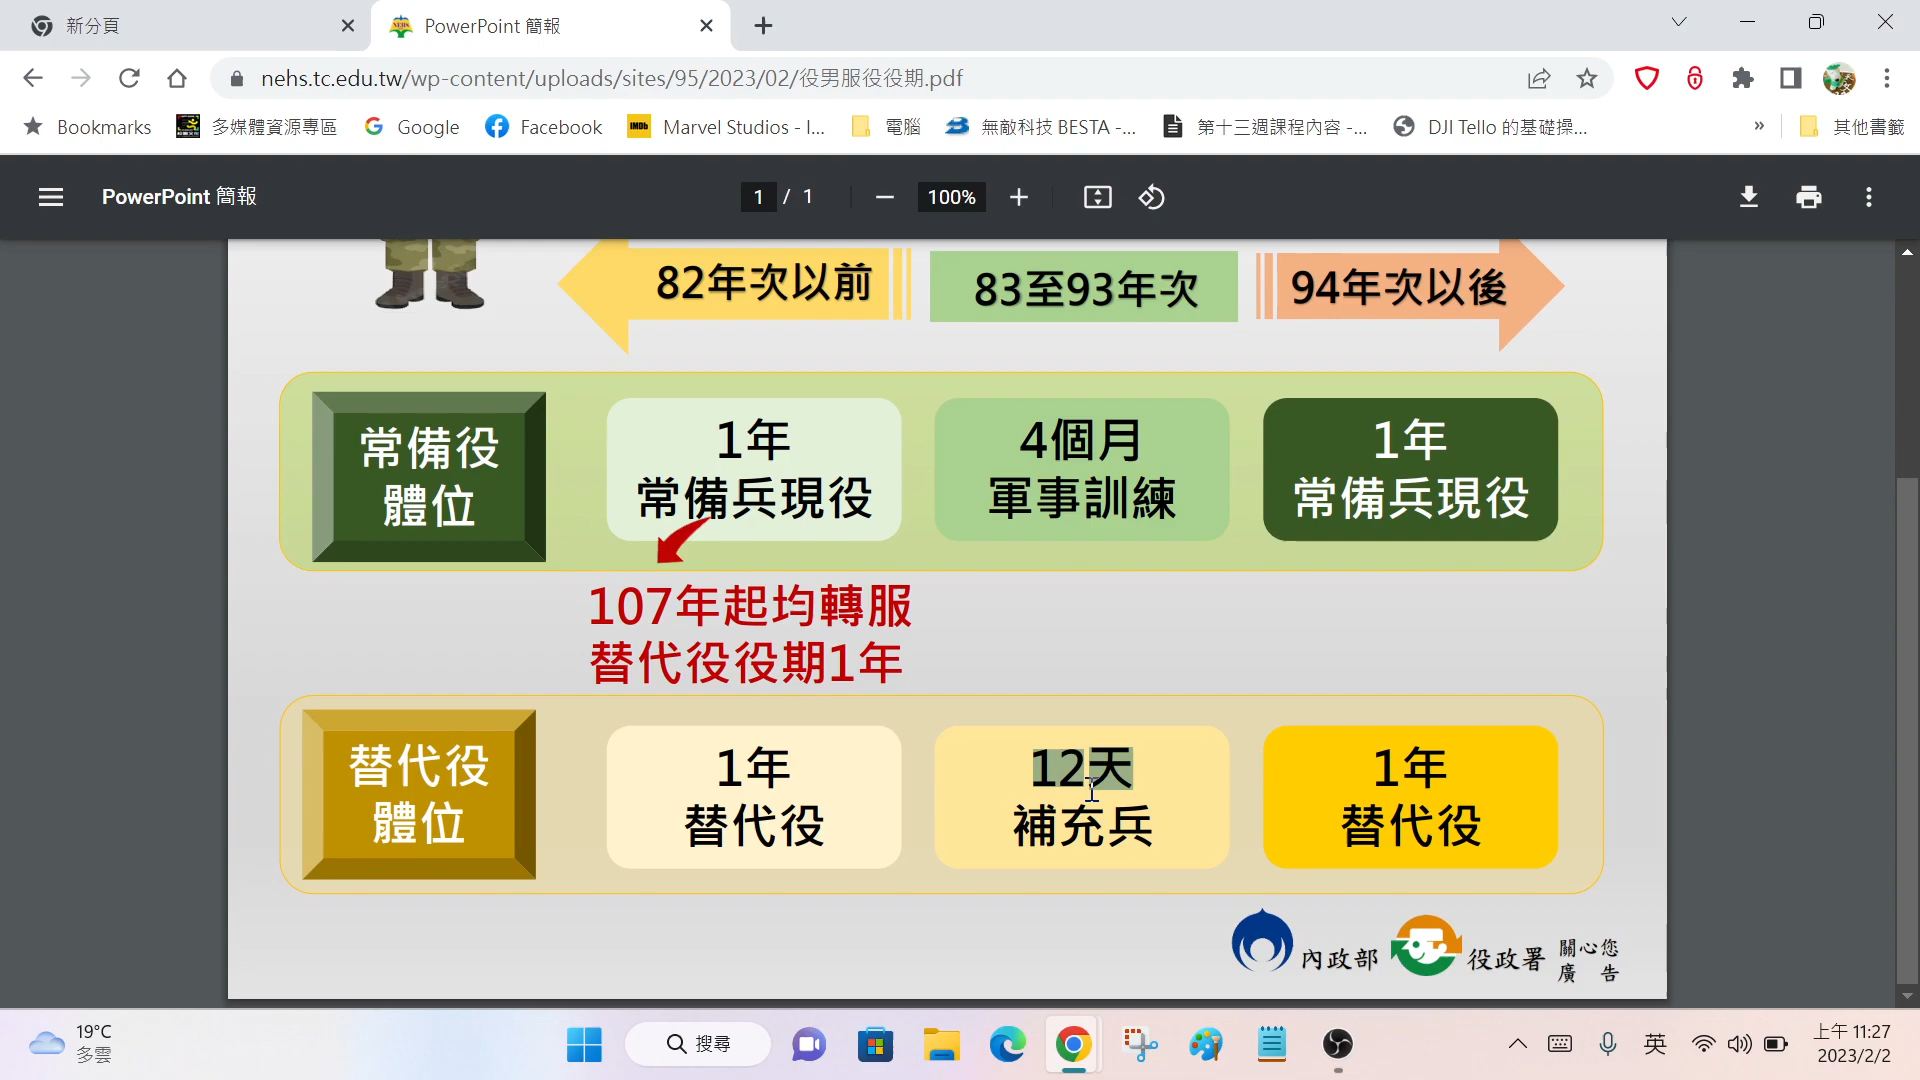 新分頁
PowerPoint 簡報
nehs.tc.edu.tw/wp-content/uploads/sites/95/2023/02/役男服役役期.pdf
Bookmarks
多媒體資源專區
Google
Facebook
IMDb
Marvel Studios - I...
電腦
無敵科技 BESTA -...
第十三週課程內容 -...
DJI Tello 的基礎操...
»
其他書籤
PowerPoint 簡報
1 / 1
100%
82年次以前
83至93年次
94年次以後
常備役
體位
1年
常備兵現役
4個月
軍事訓練
1年
常備兵現役
107年起均轉服
替代役役期1年
替代役
體位
1年
替代役
12天
補充兵
1年
替代役
內政部
役政署
關心您
廣告
19°C
多雲
搜尋
英
上午 11:27
2023/2/2